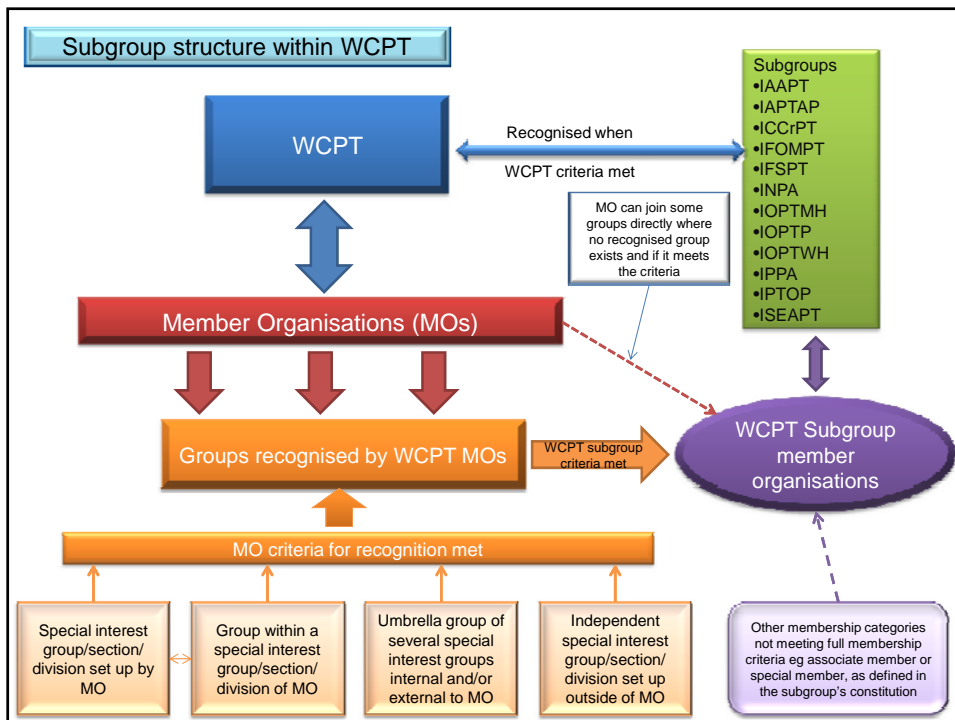 Subgroup structure within WCPT
WCPT
Recognised when
WCPT criteria met
Subgroups
•IAAPT
•IAPTAP
•ICCrPT
•IFOMPT
•IFSPT
•INPA
•IOPTMH
•IOPTP
•IOPTWH
•IPPA
•IPTOP
•ISEAPT
MO can join some
groups directly where
no recognised group
exists and if it meets
the criteria
Member Organisations (MOs)
Groups recognised by WCPT MOs
WCPT subgroup
criteria met
WCPT Subgroup
member
organisations
MO criteria for recognition met
Special interest
group/section/
division set up by
MO
Group within a
special interest
group/section/
division of MO
Umbrella group of
several special
interest groups
internal and/or
external to MO
Independent
special interest
group/section/
division set up
outside of MO
Other membership categories
not meeting full membership
criteria eg associate member or
special member, as defined in
the subgroup's constitution